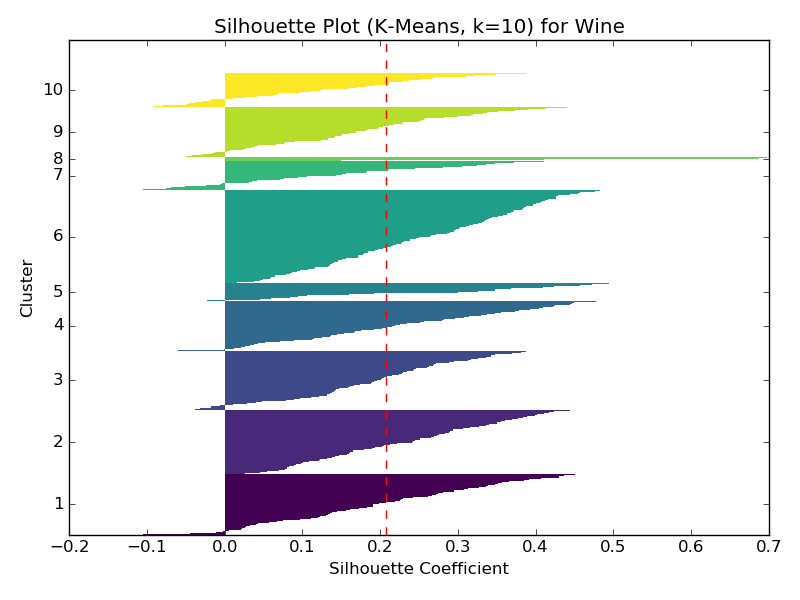 Silhouette Plot (K-Means, k=10) for Wine
10
9
8
7
6
5
4
3
2
1
Cluster
−0.2 −0.1 0.0 0.1 0.2 0.3 0.4 0.5 0.6 0.7
Silhouette Coefficient